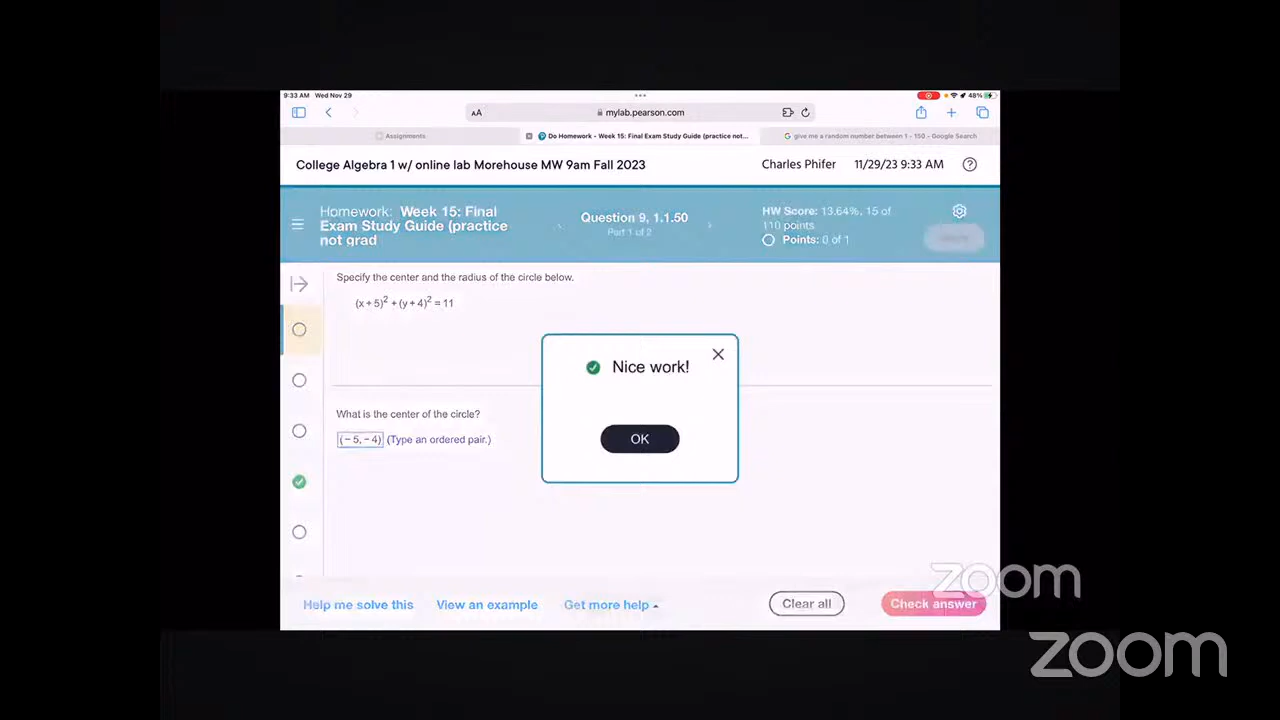 9:33 AM Wed Nov 29
48%
AA
mylab.pearson.com
Assignments
Do Homework - Week 15: Final Exam Study Guide (practice not...
give me a random number between 1 - 150 - Google Search
College Algebra 1 w/ online lab Morehouse MW 9am Fall 2023
Charles Phifer
11/29/23 9:33 AM
?
Homework: Week 15: Final
Exam Study Guide (practice
not grad
Question 9, 1.1.50
Part 1 of 2
HW Score: 13.64%, 15 of
110 points
Points: 0 of 1
Specify the center and the radius of the circle below.
(x + 5)² + (y + 4)² = 11
Nice work!
OK
What is the center of the circle?
(− 5, − 4) (Type an ordered pair.)
Help me solve this
View an example
Get more help
Clear all
Check answer
zoom
zoom